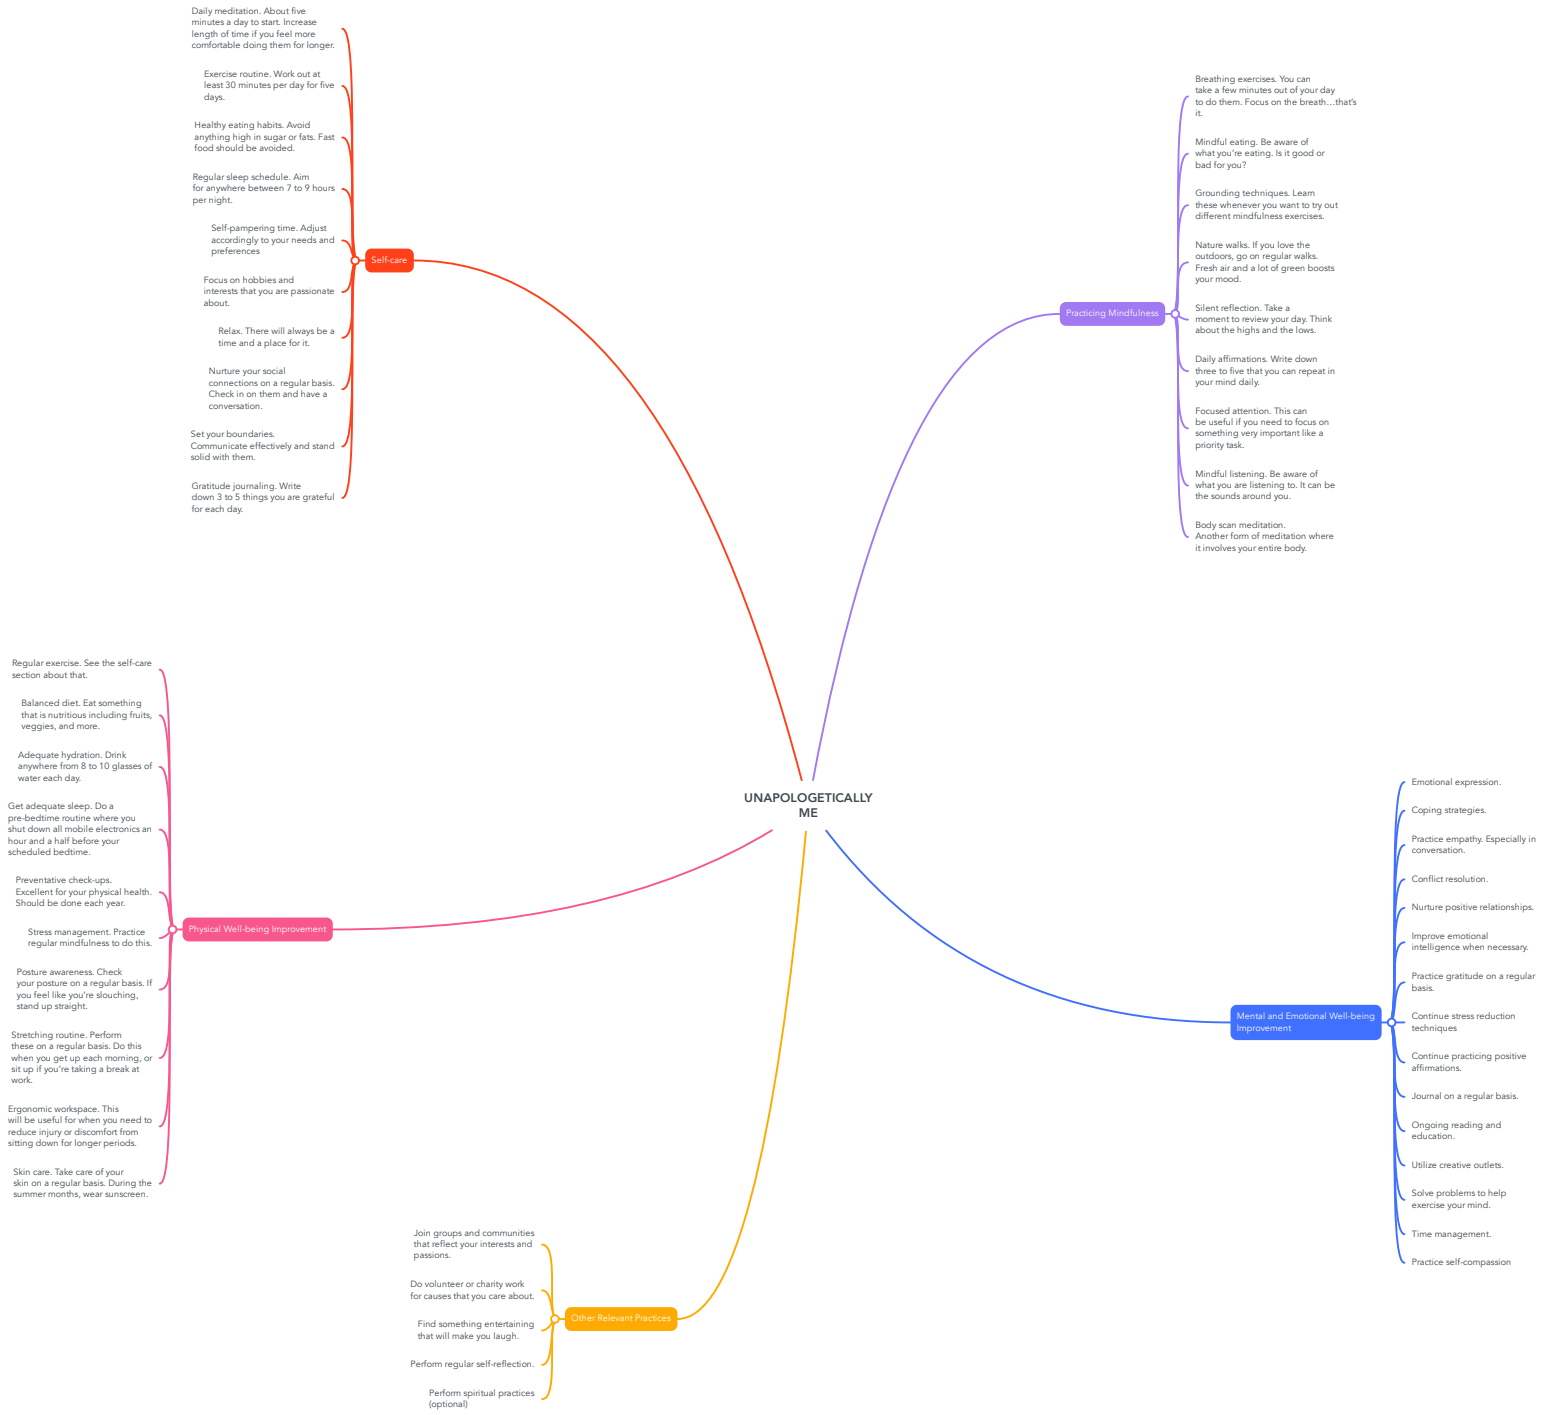 UNAPOLOGETICALLY
ME
Self-care
Daily meditation. About five
minutes a day to start. Increase
length of time if you feel more
comfortable doing them for longer.
Exercise routine. Work out at
least 30 minutes per day for five
days.
Healthy eating habits. Avoid
anything high in sugar or fats. Fast
food should be avoided.
Regular sleep schedule. Aim
for anywhere between 7 to 9 hours
per night.
Self-pampering time. Adjust
accordingly to your needs and
preferences
Focus on hobbies and
interests that you are passionate
about.
Relax. There will always be a
time and a place for it.
Nurture your social
connections on a regular basis.
Check in on them and have a
conversation.
Set your boundaries.
Communicate effectively and stand
solid with them.
Gratitude journaling. Write
down 3 to 5 things you are grateful
for each day.
Practicing Mindfulness
Breathing exercises. You can
take a few minutes out of your day
to do them. Focus on the breath…that’s
it.
Mindful eating. Be aware of
what you’re eating. Is it good or
bad for you?
Grounding techniques. Learn
these whenever you want to try out
different mindfulness exercises.
Nature walks. If you love the
outdoors, go on regular walks.
Fresh air and a lot of green boosts
your mood.
Silent reflection. Take a
moment to review your day. Think
about the highs and the lows.
Daily affirmations. Write down
three to five that you can repeat in
your mind daily.
Focused attention. This can
be useful if you need to focus on
something very important like a
priority task.
Mindful listening. Be aware of
what you are listening to. It can be
the sounds around you.
Body scan meditation.
Another form of meditation where
it involves your entire body.
Physical Well-being Improvement
Regular exercise. See the self-care
section about that.
Balanced diet. Eat something
that is nutritious including fruits,
veggies, and more.
Adequate hydration. Drink
anywhere from 8 to 10 glasses of
water each day.
Get adequate sleep. Do a
pre-bedtime routine where you
shut down all mobile electronics an
hour and a half before your
scheduled bedtime.
Preventative check-ups.
Excellent for your physical health.
Should be done each year.
Stress management. Practice
regular mindfulness to do this.
Posture awareness. Check
your posture on a regular basis. If
you feel like you’re slouching,
stand up straight.
Stretching routine. Perform
these on a regular basis. Do this
when you get up each morning, or
sit up if you’re taking a break at
work.
Ergonomic workspace. This
will be useful for when you need to
reduce injury or discomfort from
sitting down for longer periods.
Skin care. Take care of your
skin on a regular basis. During the
summer months, wear sunscreen.
Mental and Emotional Well-being
Improvement
Emotional expression.
Coping strategies.
Practice empathy. Especially in
conversation.
Conflict resolution.
Nurture positive relationships.
Improve emotional
intelligence when necessary.
Practice gratitude on a regular
basis.
Continue stress reduction
techniques
Continue practicing positive
affirmations.
Journal on a regular basis.
Ongoing reading and
education.
Utilize creative outlets.
Solve problems to help
exercise your mind.
Time management.
Practice self-compassion
Other Relevant Practices
Join groups and communities
that reflect your interests and
passions.
Do volunteer or charity work
for causes that you care about.
Find something entertaining
that will make you laugh.
Perform regular self-reflection.
Perform spiritual practices
(optional)